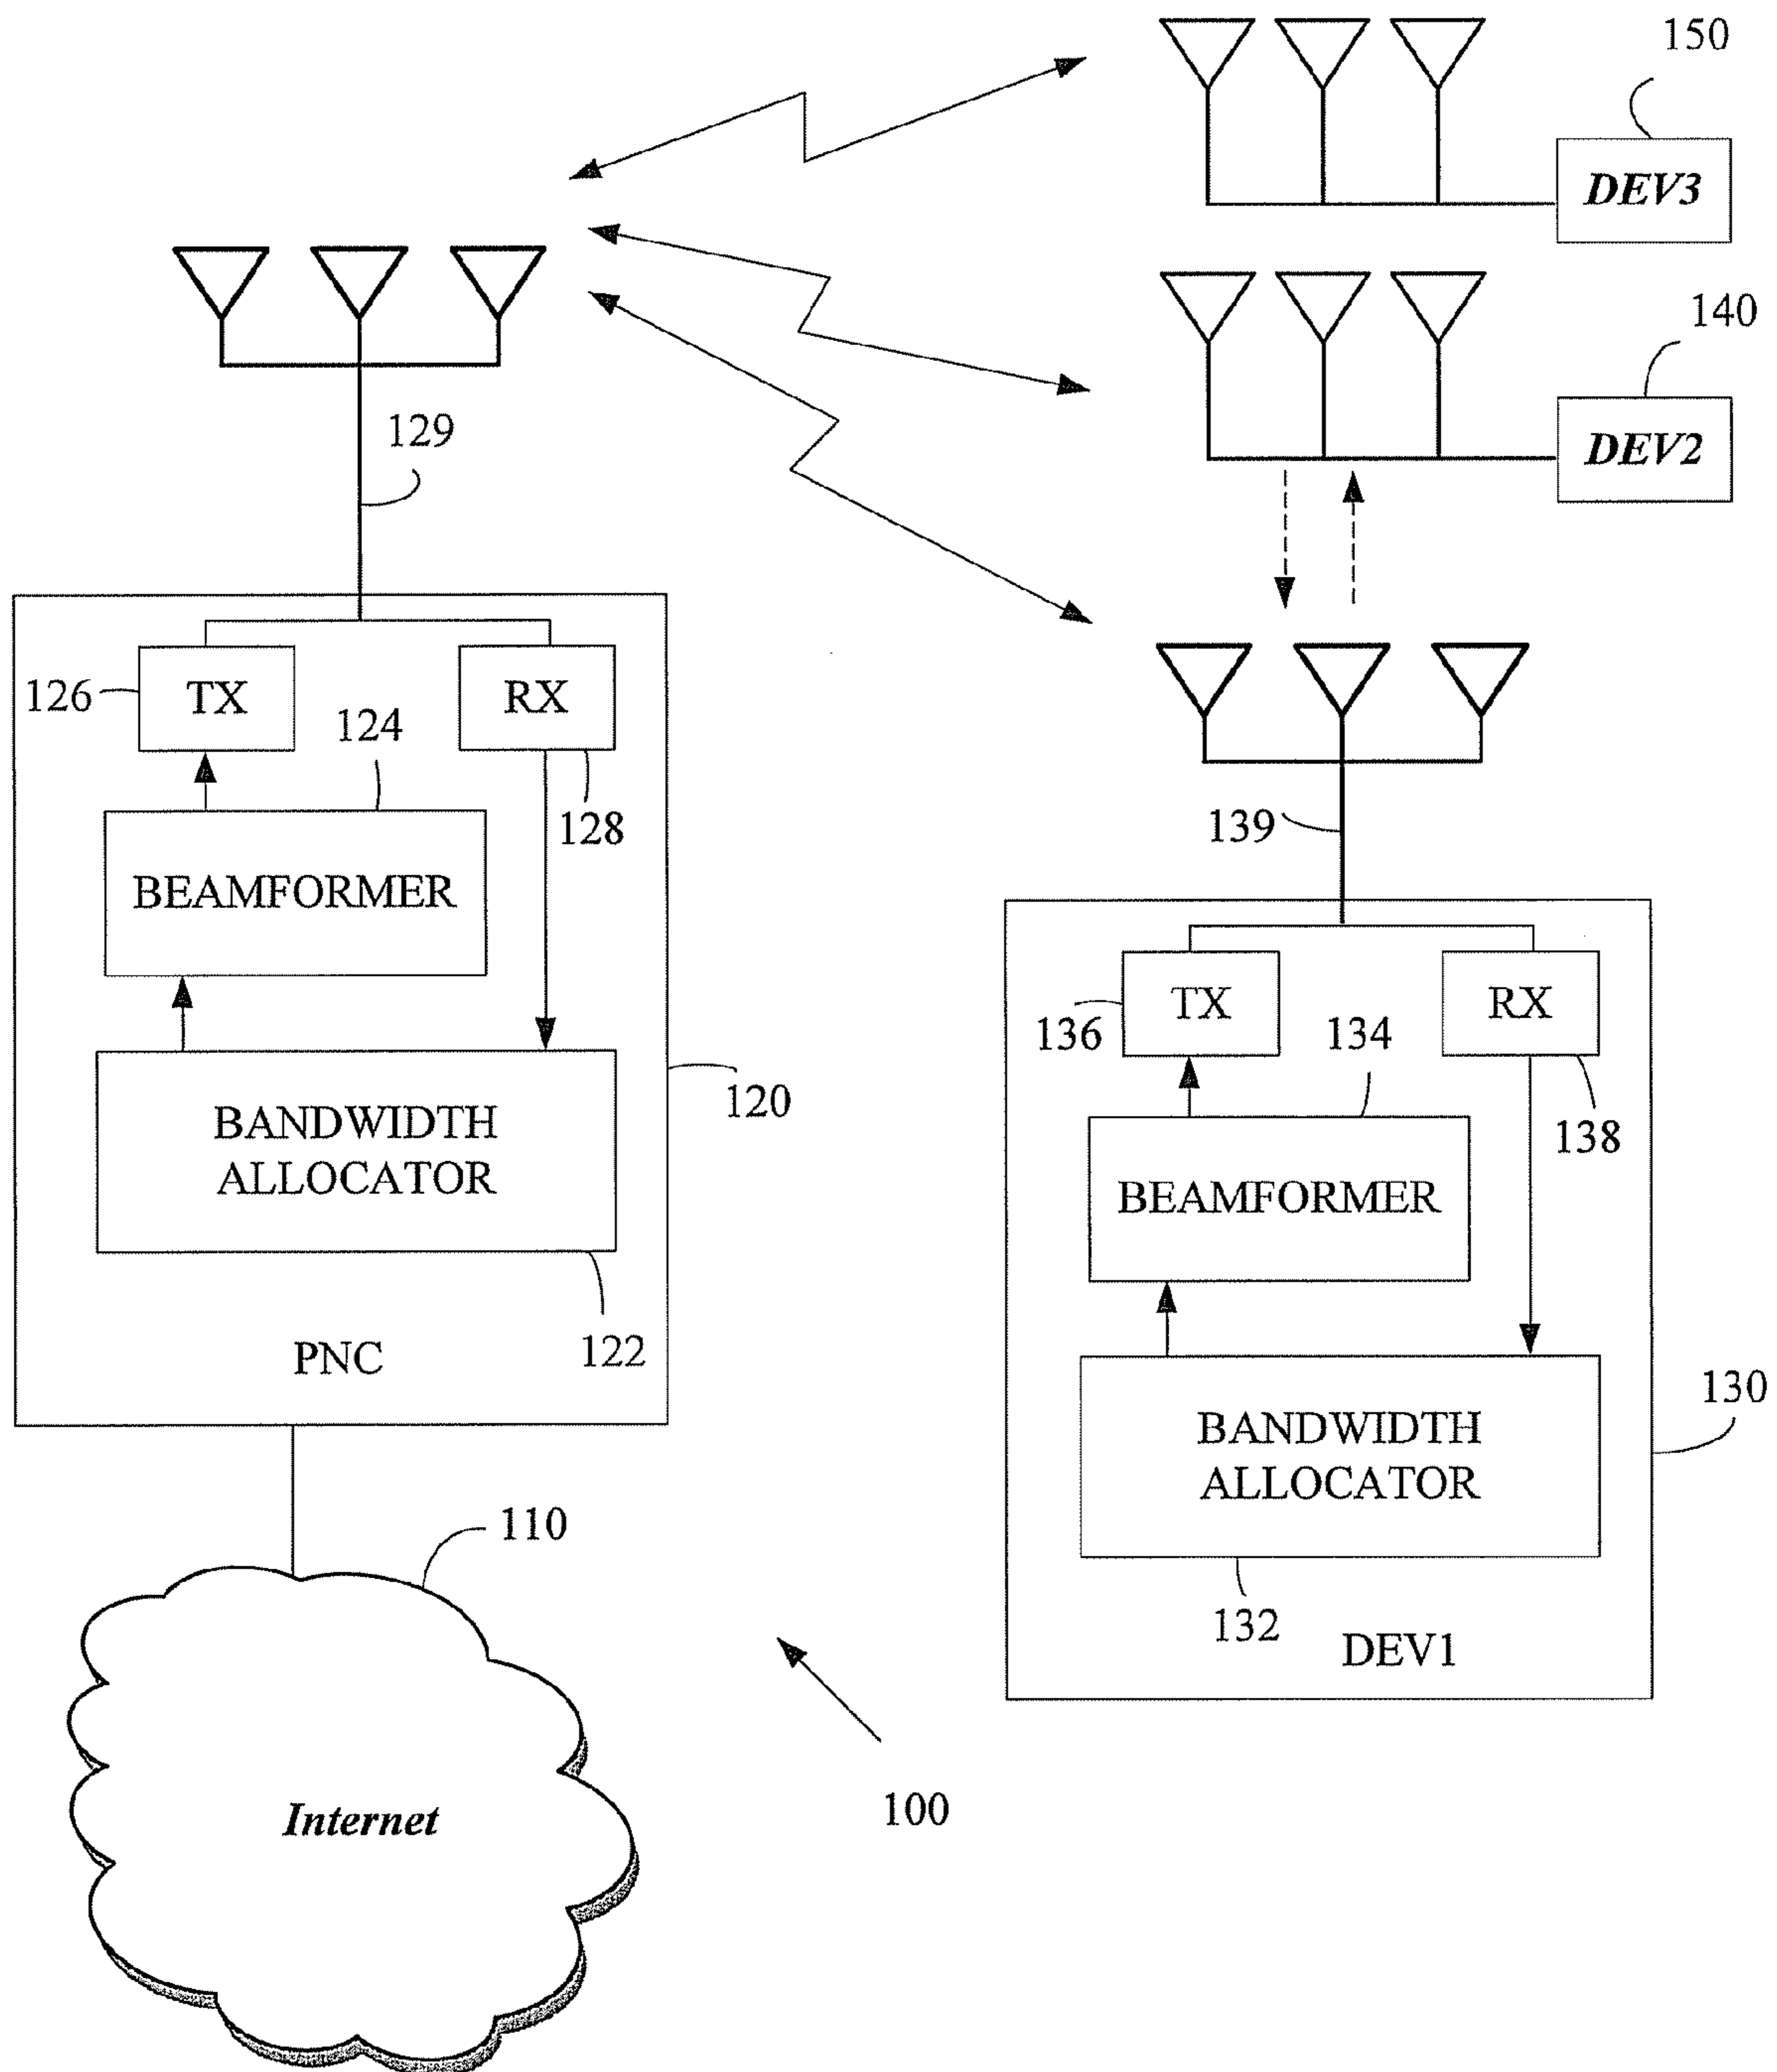 150
DEV3
140
DEV2
129
126
TX
124
RX
128
BEAMFORMER
139
BANDWIDTH
ALLOCATOR
120
122
PNC
136
TX
134
RX
138
BEAMFORMER
130
BANDWIDTH
ALLOCATOR
132
DEV1
110
Internet
100